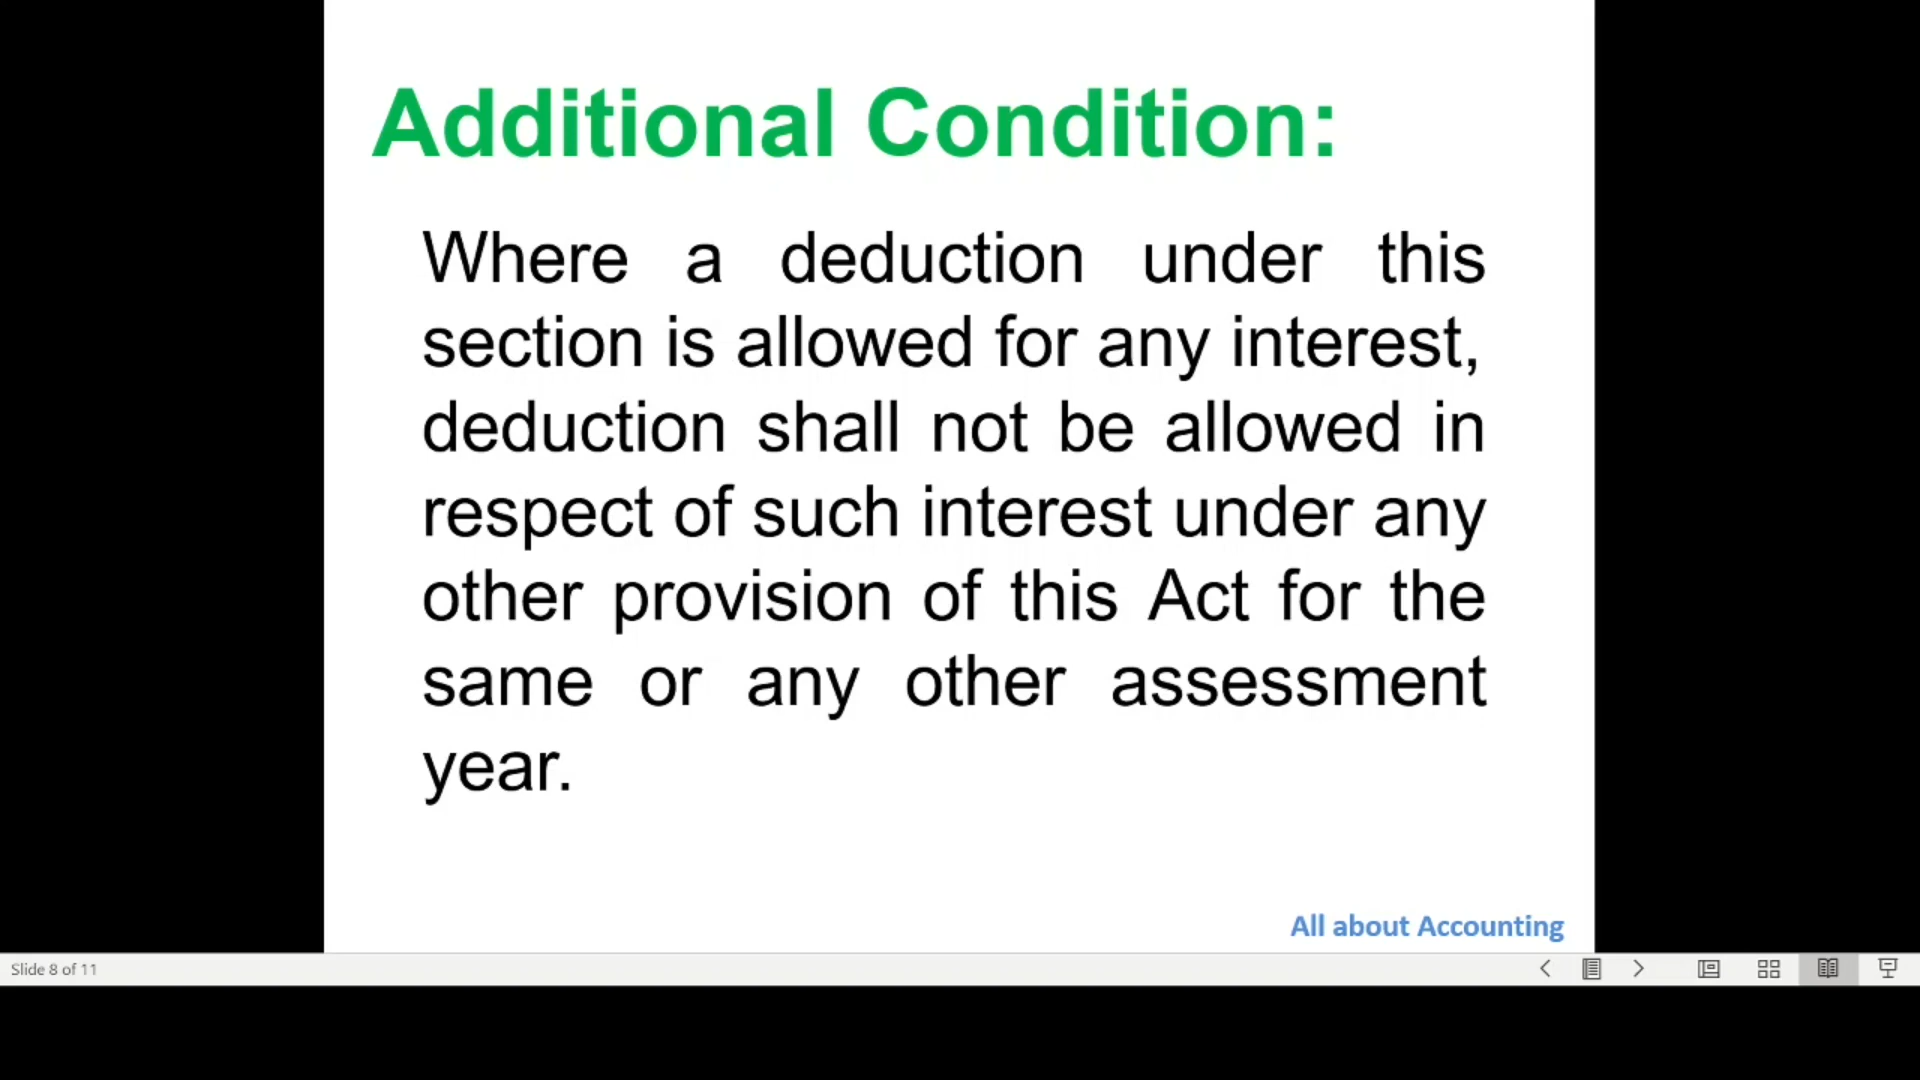 Additional Condition:
Where a deduction under this
section is allowed for any interest,
deduction shall not be allowed in
respect of such interest under any
other provision of this Act for the
same or any other assessment
year.
All about Accounting
Slide 8 of 11